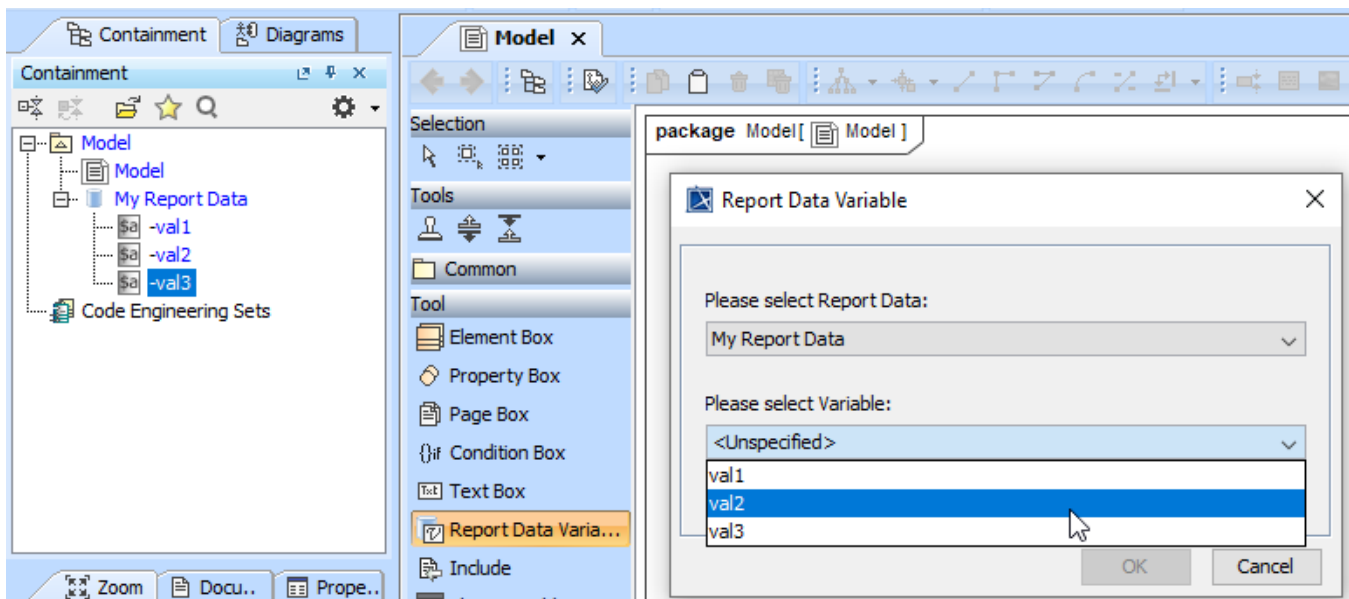 Containment
Diagrams
Containment
Model
Model
My Report Data
$a -val1
$a -val2
$a -val3
Code Engineering Sets
Zoom
Docu..
Prope..
Model
Selection
Tools
Common
Tool
Element Box
Property Box
Page Box
{}if Condition Box
Txt Text Box
Report Data Varia...
Include
package Model[ Model ]
Report Data Variable
Please select Report Data:
My Report Data
Please select Variable:
<Unspecified>
val1
val2
val3
OK
Cancel